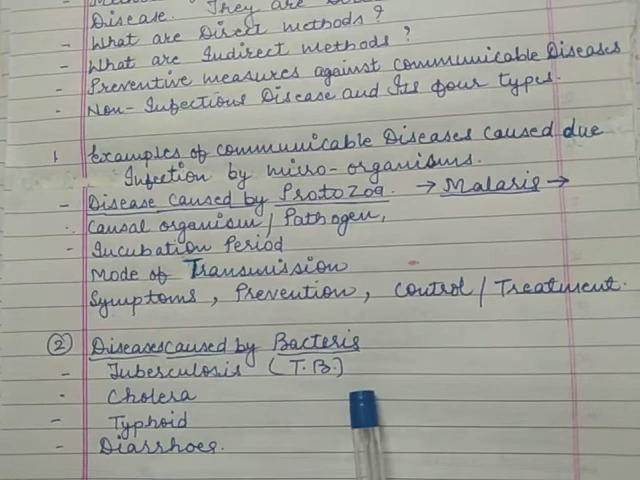 Disease. They are
- What are Direct methods?
- What are Indirect methods?
- Preventive measures against communicable Diseases
- Non-Infectious Disease and Its four types.
1 Examples of communicable Diseases caused due
Infection by micro-organisms.
- Disease caused by Protozoa. → Malaria →
Causal organism / Pathogen,
- Incubation Period
Mode of Transmission
Symptoms, Prevention, Control / Treatment.
② Diseases caused by Bacteria
- Tuberculosis (T.B.)
- Cholera
- Typhoid
- Diarrhoea.